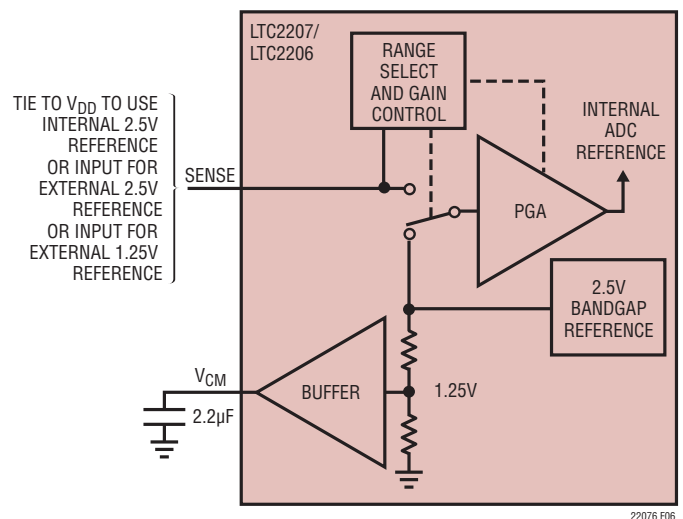 LTC2207/
LTC2206
RANGE
SELECT
AND GAIN
CONTROL
TIE TO VDD TO USE
INTERNAL 2.5V
REFERENCE
OR INPUT FOR
EXTERNAL 2.5V
REFERENCE
OR INPUT FOR
EXTERNAL 1.25V
REFERENCE
SENSE
INTERNAL
ADC
REFERENCE
PGA
2.5V
BANDGAP
REFERENCE
VCM
BUFFER
1.25V
2.2µF
22076 F06